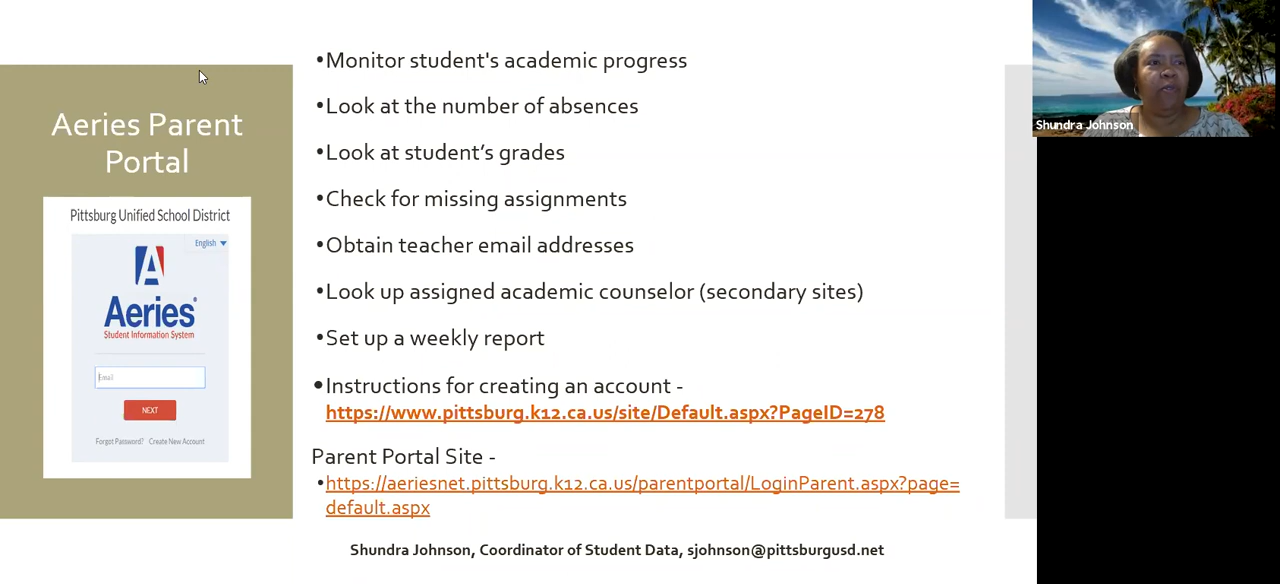 Aeries Parent
Portal
Pittsburg Unified School District
English
A
Aeries®
Student Information System
Email
NEXT
Forgot Password? Create New Account
•Monitor student's academic progress
•Look at the number of absences
•Look at student’s grades
•Check for missing assignments
•Obtain teacher email addresses
•Look up assigned academic counselor (secondary sites)
•Set up a weekly report
•Instructions for creating an account -
https://www.pittsburg.k12.ca.us/site/Default.aspx?PageID=278
Parent Portal Site -
•https://aeriesnet.pittsburg.k12.ca.us/parentportal/LoginParent.aspx?page=
default.aspx
Shundra Johnson, Coordinator of Student Data, sjohnson@pittsburgusd.net
Shundra Johnson